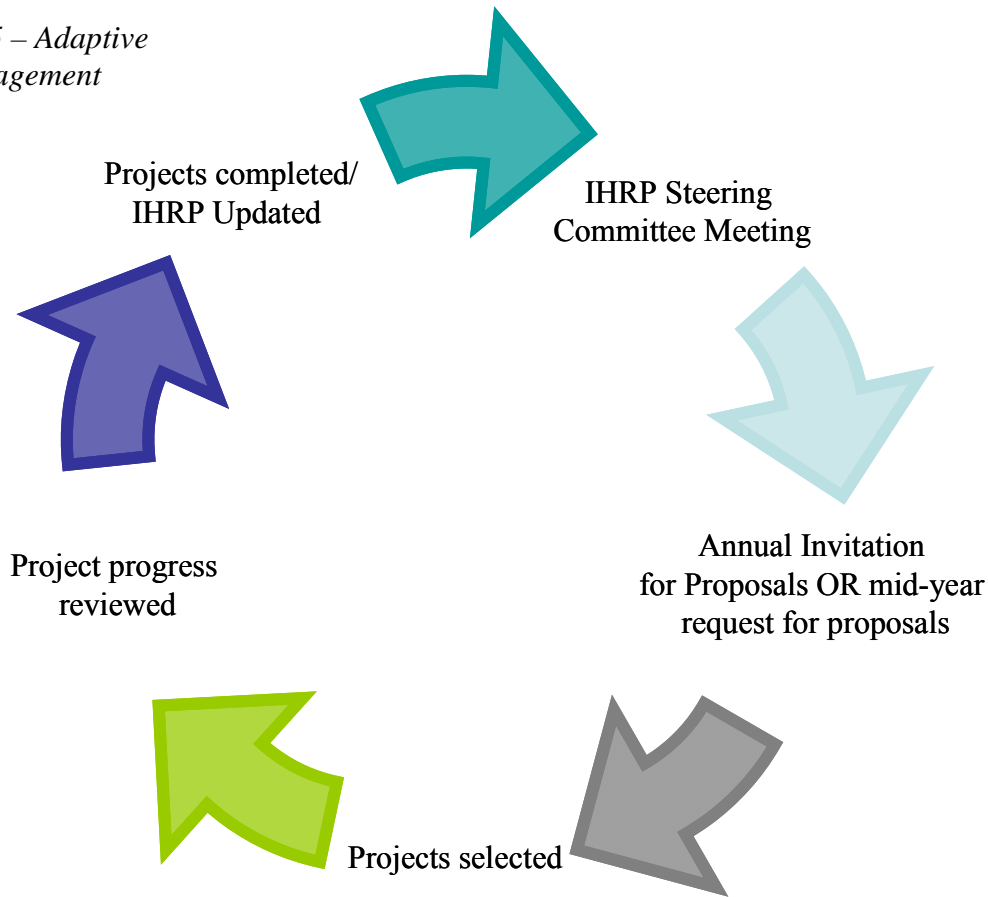 – Adaptive
Projects completed/
IHRP Updated
IHRP Steering
Committee Meeting
Annual Invitation
for Proposals OR mid-year
request for proposals
Projects selected
Project progress
reviewed